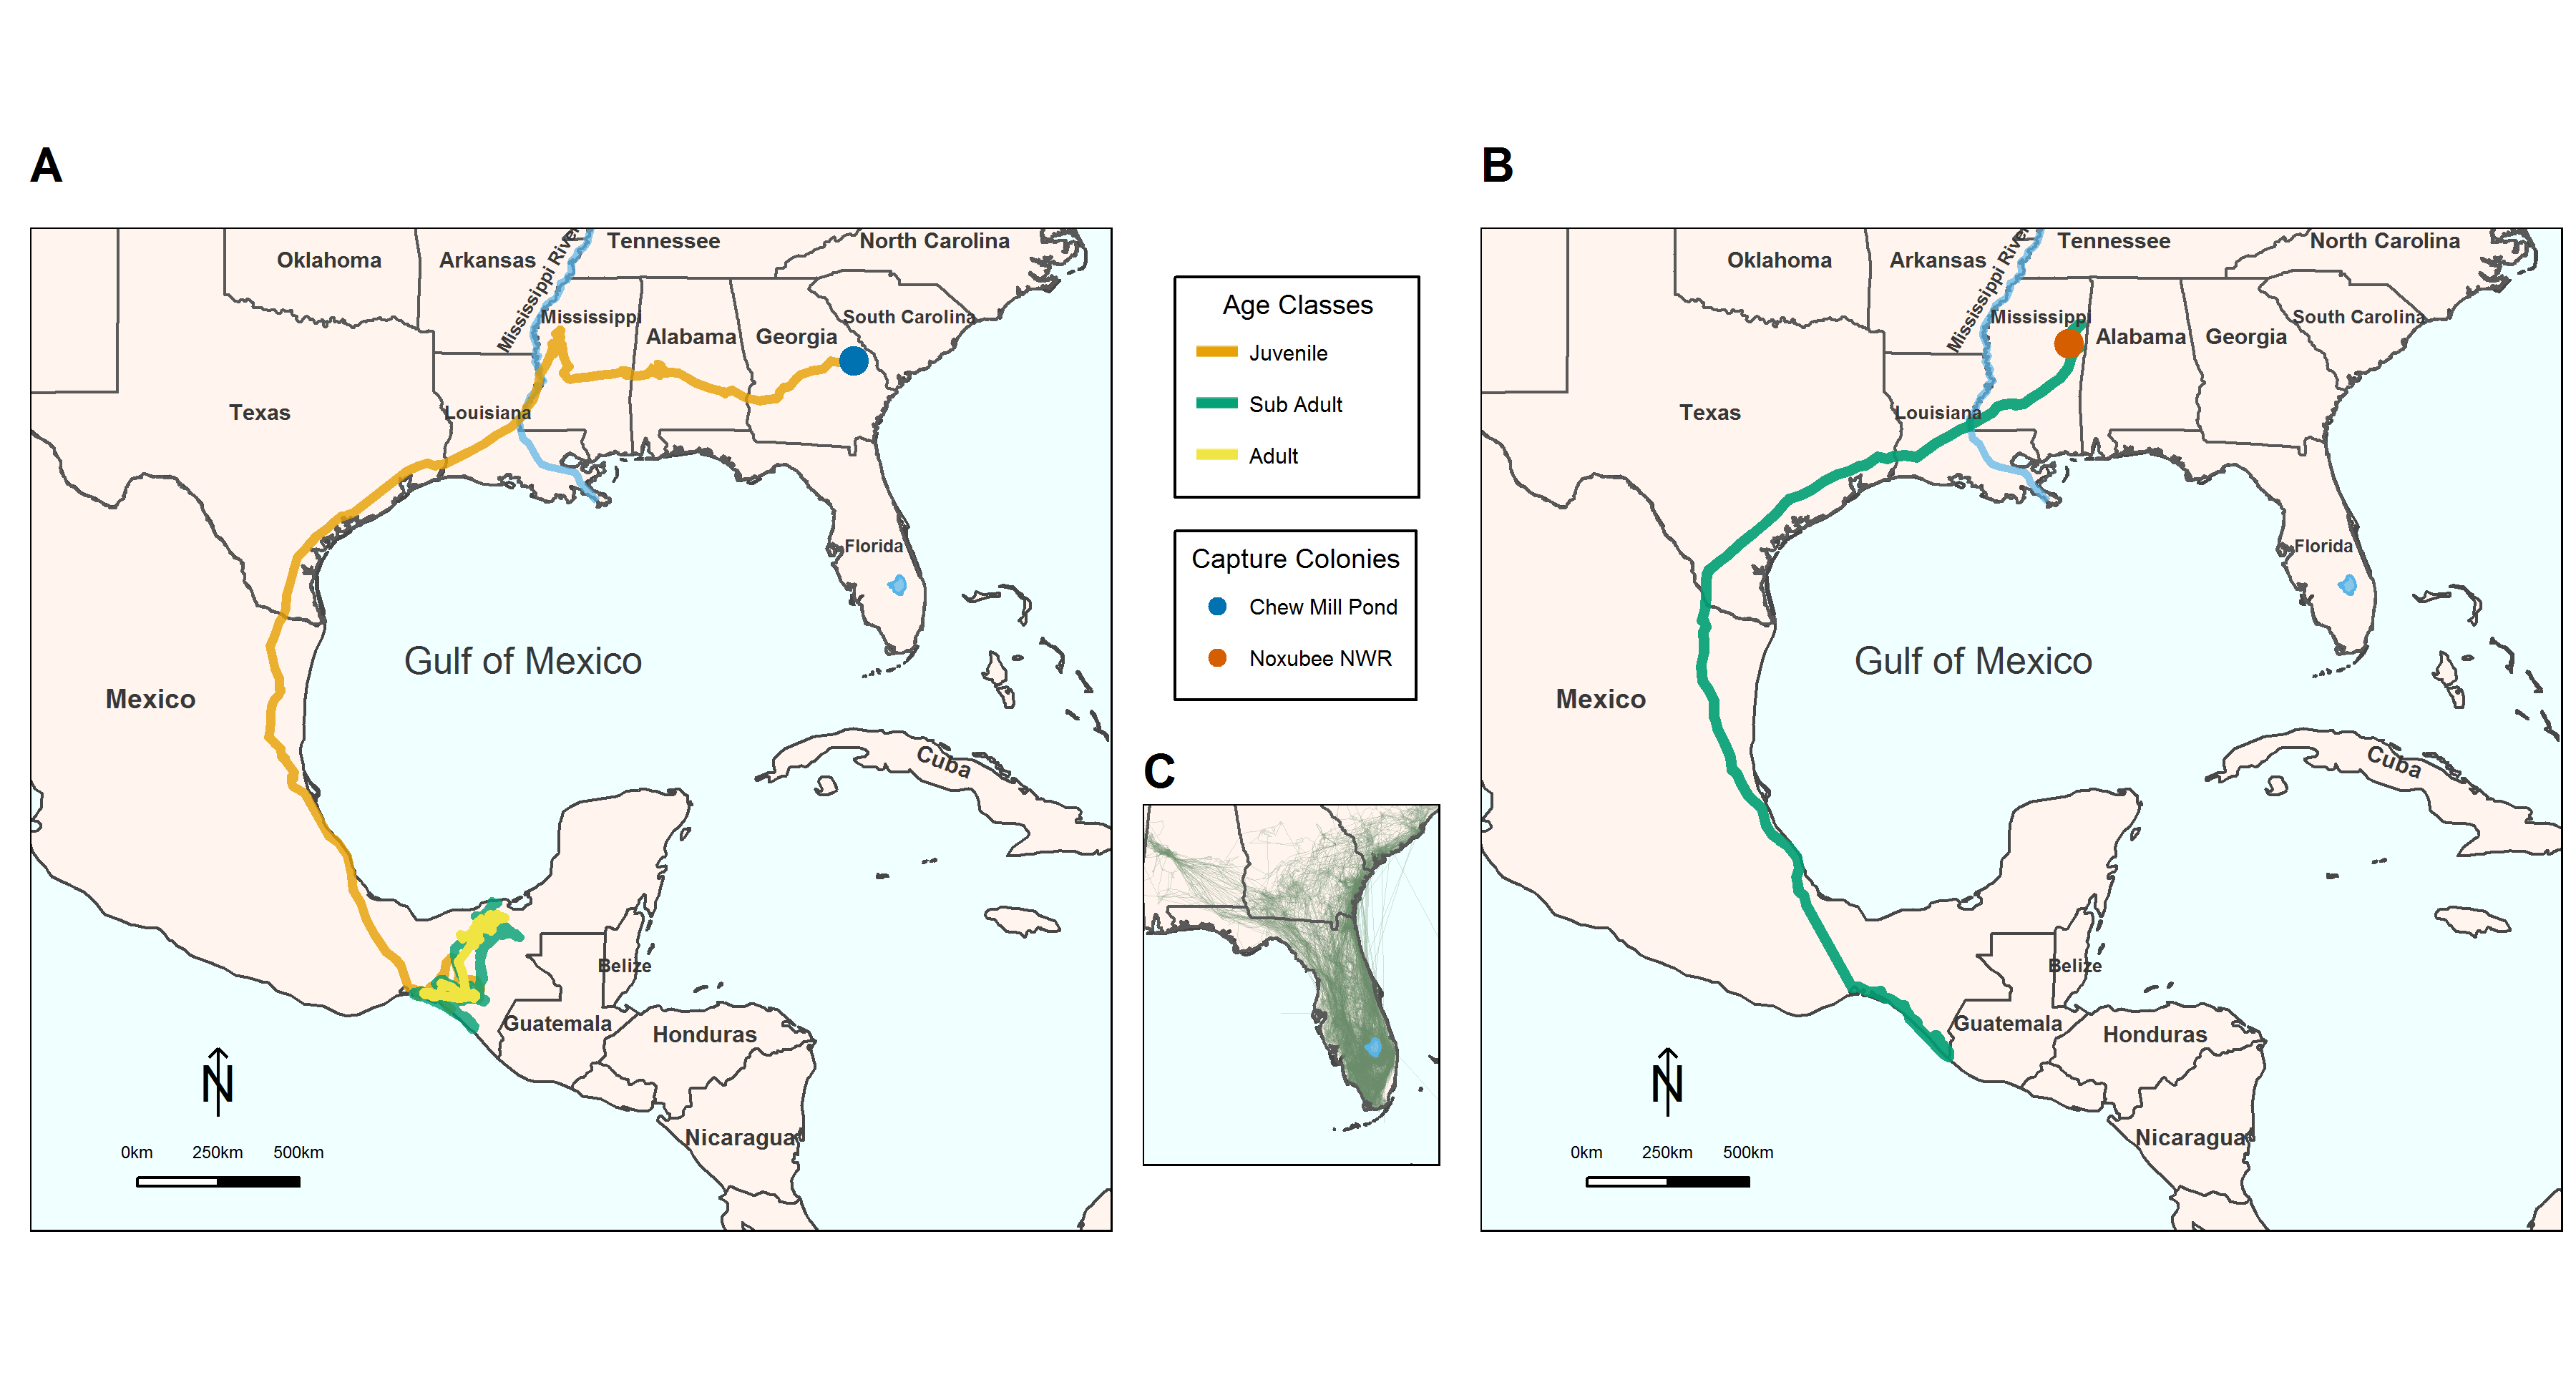 A
Oklahoma
Arkansas
Mississippi River
Tennessee
North Carolina
Mississippi
Alabama
Georgia
South Carolina
Texas
Louisiana
Florida
Gulf of Mexico
Mexico
Cuba
Belize
Guatemala
Honduras
Nicaragua
N
0km 250km 500km
Age Classes
Juvenile
Sub Adult
Adult
Capture Colonies
Chew Mill Pond
Noxubee NWR
C
B
Oklahoma
Arkansas
Mississippi River
Tennessee
North Carolina
Mississippi
Alabama
Georgia
South Carolina
Texas
Louisiana
Florida
Gulf of Mexico
Mexico
Cuba
Belize
Guatemala
Honduras
Nicaragua
N
0km 250km 500km